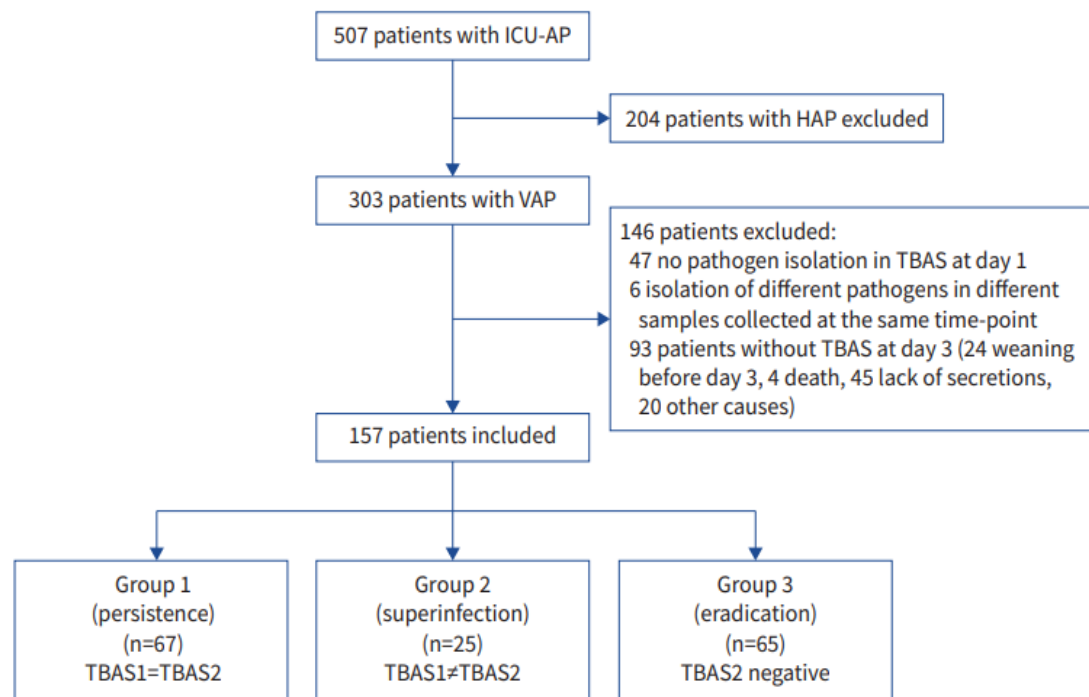 507 patients with ICU-AP
204 patients with HAP excluded
303 patients with VAP
146 patients excluded:
47 no pathogen isolation in TBAS at day 1
6 isolation of different pathogens in different
samples collected at the same time-point
93 patients without TBAS at day 3 (24 weaning
before day 3, 4 death, 45 lack of secretions,
20 other causes)
157 patients included
Group 1
(persistence)
(n=67)
TBAS1=TBAS2
Group 2
(superinfection)
(n=25)
TBAS1≠TBAS2
Group 3
(eradication)
(n=65)
TBAS2 negative